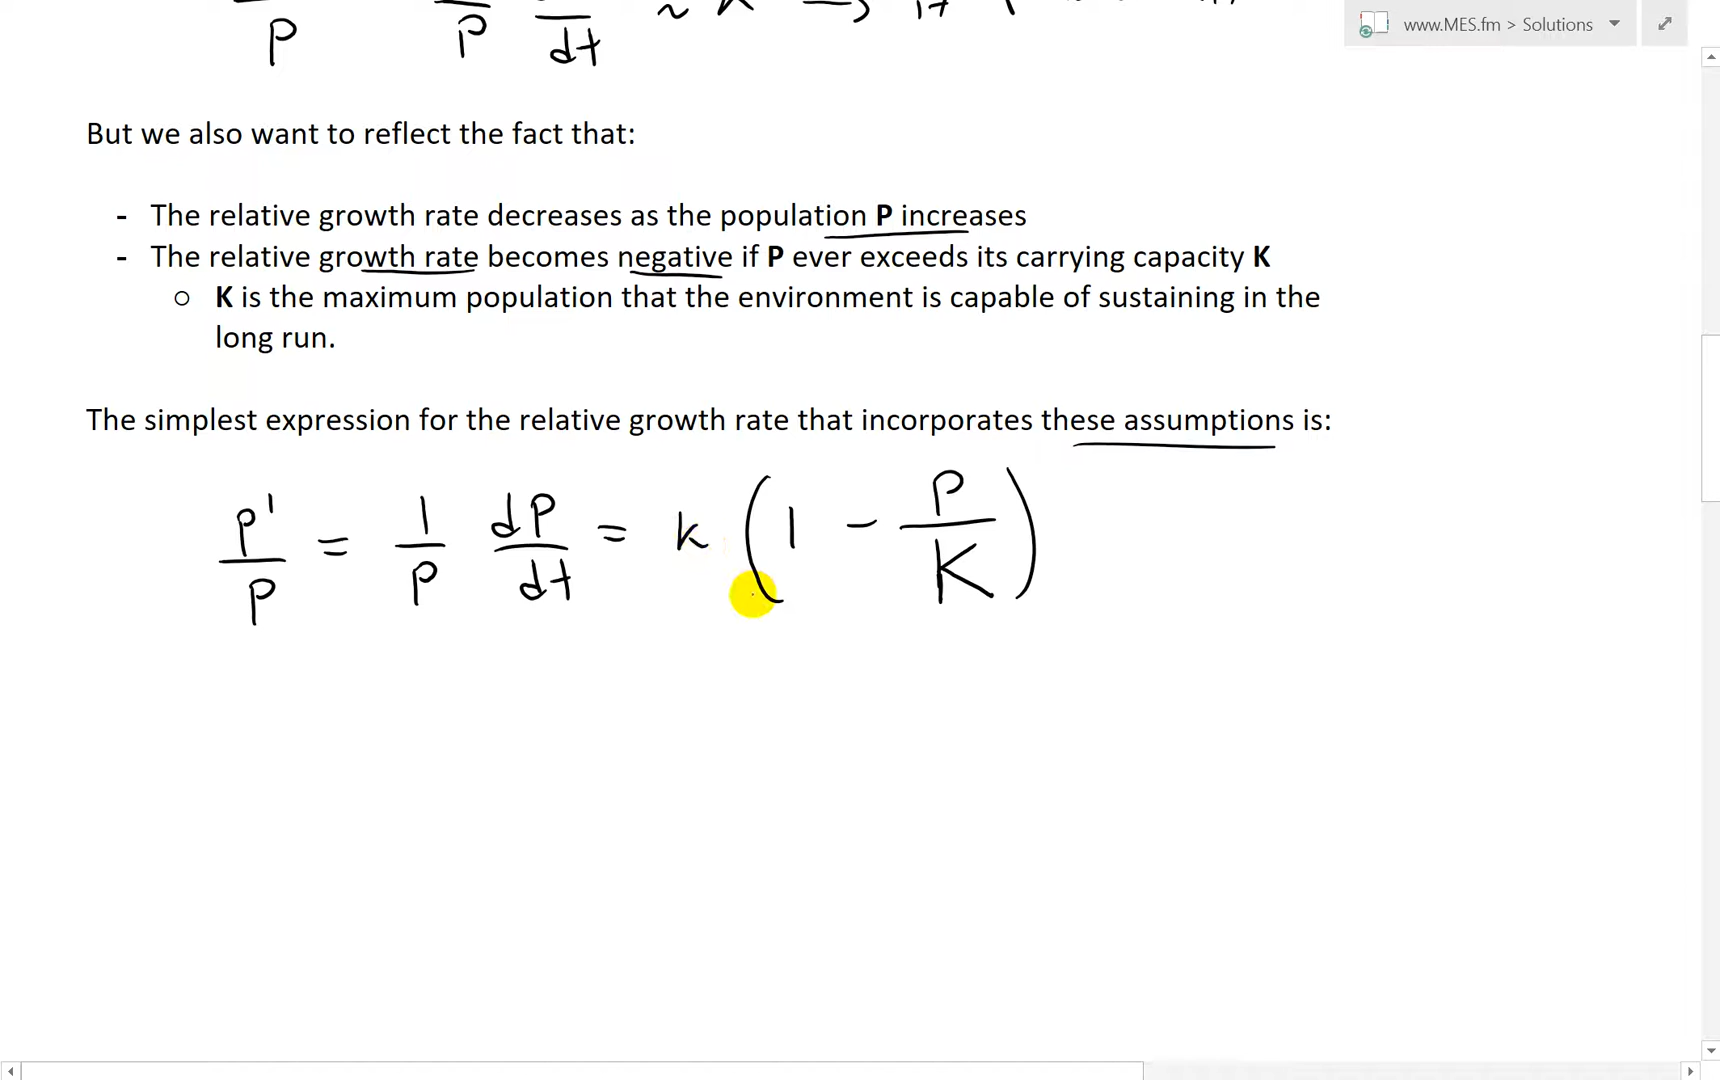 www.MES.fm > Solutions
P P dt
But we also want to reflect the fact that:
- The relative growth rate decreases as the population P increases
- The relative growth rate becomes negative if P ever exceeds its carrying capacity K
○ K is the maximum population that the environment is capable of sustaining in the
long run.
The simplest expression for the relative growth rate that incorporates these assumptions is:
P'/P = 1/P dP/dt = k (1 - P/K)